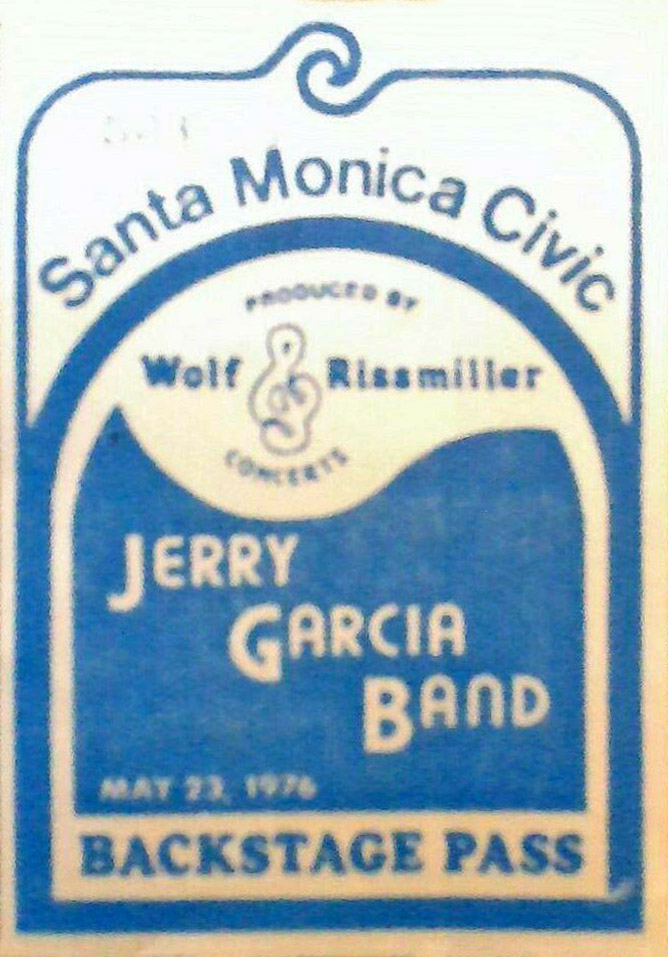 Santa Monica Civic
PRODUCED BY
Wolf & Rissmiller
CONCERTS
JERRY
GARCIA
BAND
MAY 23, 1976
BACKSTAGE PASS